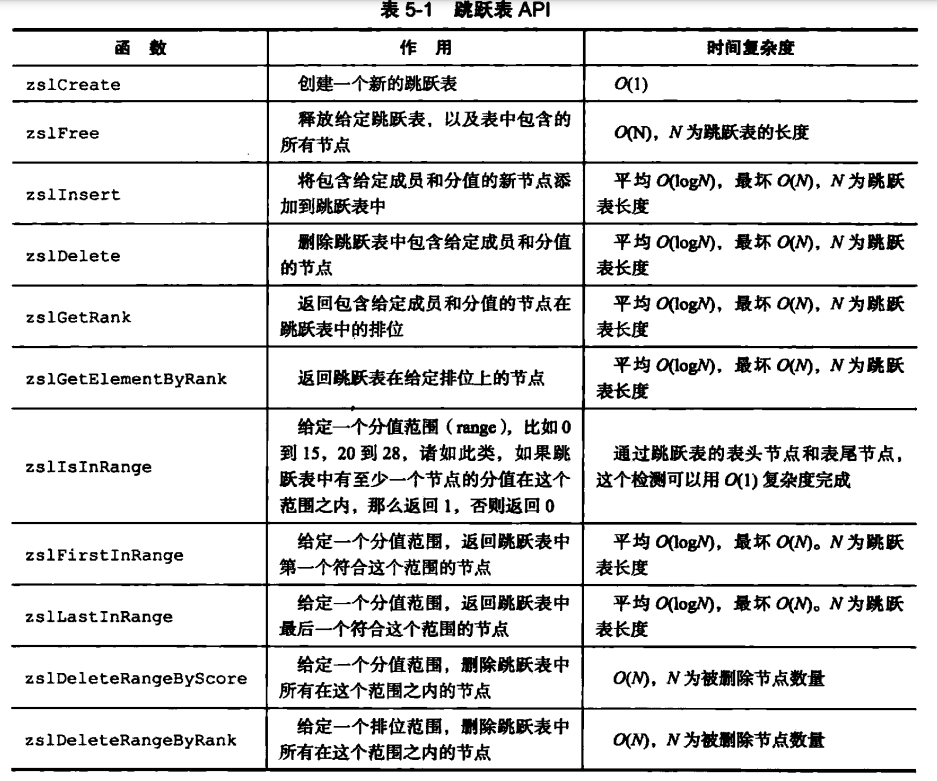 表 5-1 跳跃表 API
函 数 作 用 时间复杂度
zslCreate 创建一个新的跳跃表 O(1)
zslFree
释放给定跳跃表，以及表中包含的
所有节点
O(N)，N 为跳跃表的长度
zslInsert
将包含给定成员和分值的新节点添
加到跳跃表中
平均 O(logN)，最坏 O(N)，N 为跳跃
表长度
zslDelete
删除跳跃表中包含给定成员和分值
的节点
平均 O(logN)，最坏 O(N)，N 为跳跃
表长度
zslGetRank
返回包含给定成员和分值的节点在
跳跃表中的排位
平均 O(logN)，最坏 O(N)，N 为跳跃
表长度
zslGetElementByRank
返回跳跃表在给定排位上的节点
平均 O(logN)，最坏 O(N)，N 为跳跃
表长度
zslIsInRange
给定一个分值范围（range），比如 0
到 15，20 到 28，诸如此类，如果跳
跃表中有至少一个节点的分值在这个
范围之内，那么返回 1，否则返回 0
通过跳跃表的表头节点和表尾节点，
这个检测可以用 O(1) 复杂度完成
zslFirstInRange
给定一个分值范围，返回跳跃表中
第一个符合这个范围的节点
平均 O(logN)，最坏 O(N)。N 为跳跃
表长度
zslLastInRange
给定一个分值范围，返回跳跃表中
最后一个符合这个范围的节点
平均 O(logN)，最坏 O(N)。N 为跳跃
表长度
zslDeleteRangeByScore
给定一个分值范围，删除跳跃表中
所有在这个范围之内的节点
O(N)，N 为被删除节点数量
zslDeleteRangeByRank
给定一个排位范围，删除跳跃表中
所有在这个范围之内的节点
O(N)，N 为被删除节点数量